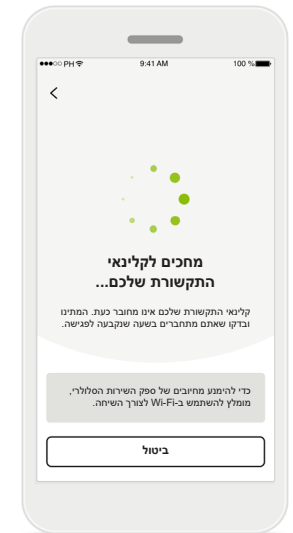 PH 9:41 AM 100 %
מחכים לקלינאי
התקשורת שלכם...
קלינאי התקשורת שלכם אינו מחובר כעת. המתינו
ובדקו שאתם מתחברים בשעה שנקבעה לפגישה.
כדי להימנע מחיובים של ספק השירות הסלולרי,
מומלץ להשתמש ב-Wi-Fi לצורך השיחה.
ביטול